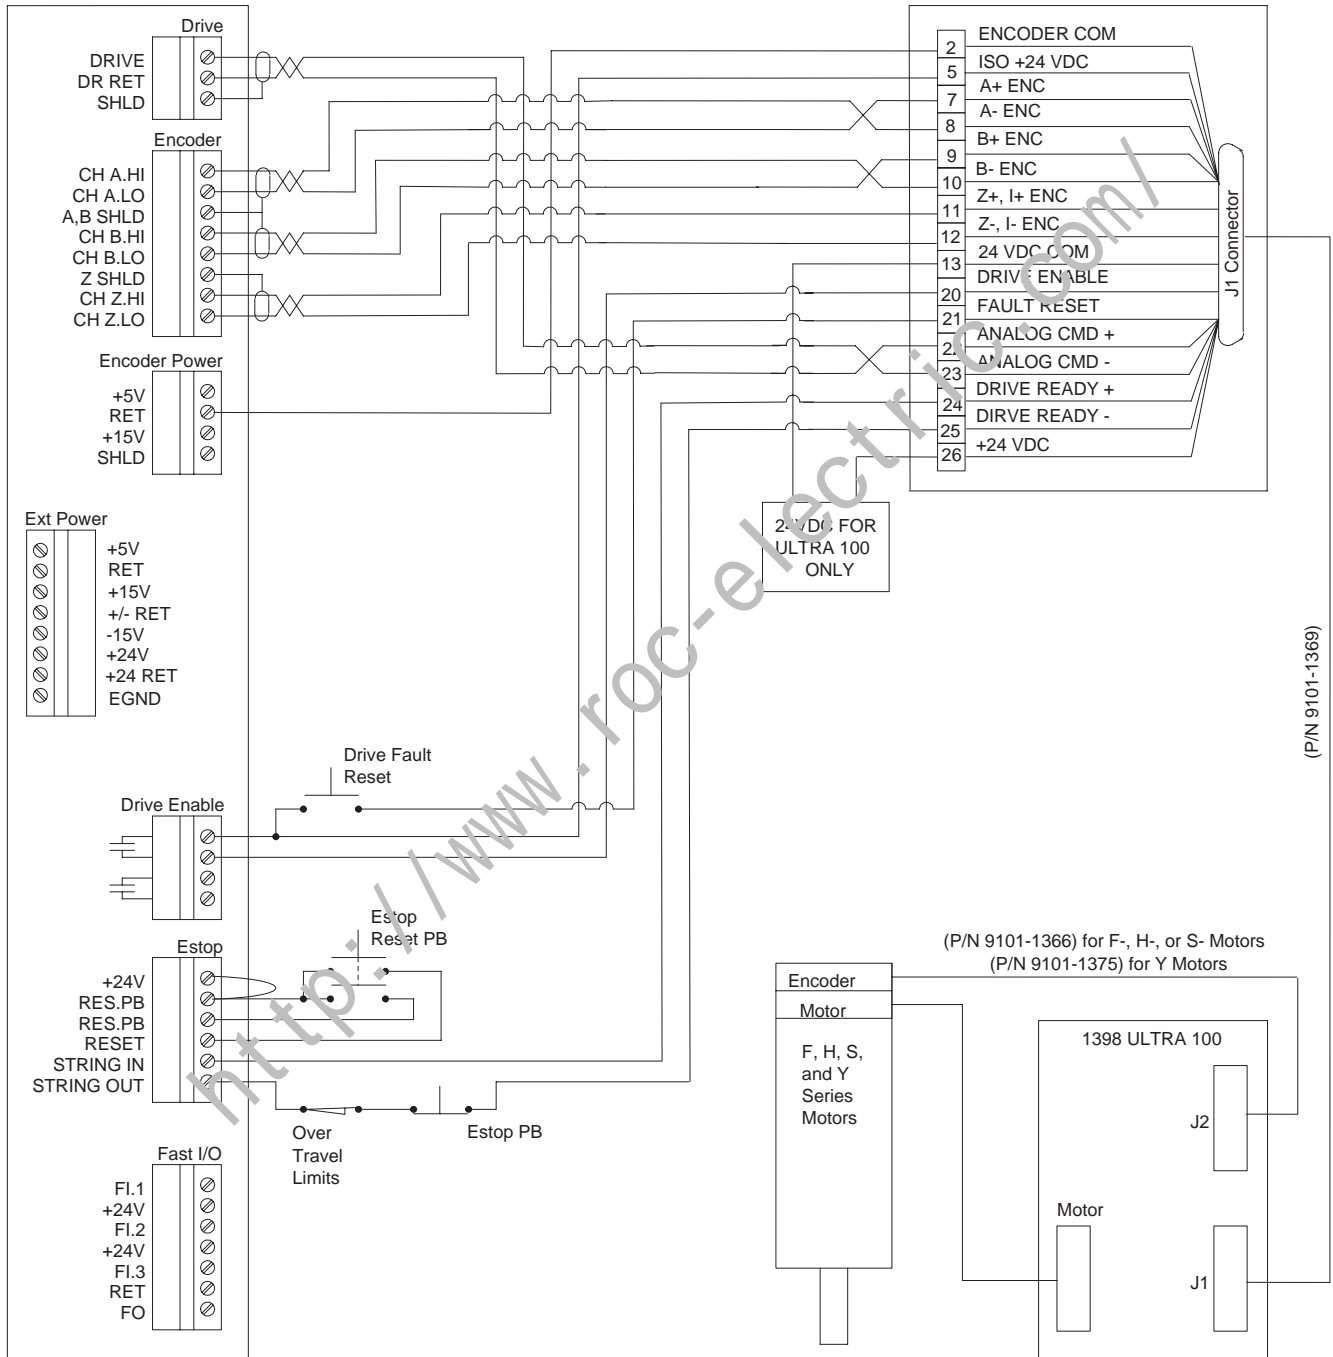 Drive
DRIVE
DR RET
SHLD
Encoder
CH A.HI
CH A.LO
A,B SHLD
CH B.HI
CH B.LO
Z SHLD
CH Z.HI
CH Z.LO
Encoder Power
+5V
RET
+15V
SHLD
Ext Power
+5V
RET
+15V
+/- RET
-15V
+24V
+24 RET
EGND
Drive Fault
Reset
Drive Enable
Estop
Reset PB
Estop
+24V
RES.PB
RES.PB
RESET
STRING IN
STRING OUT
Over
Travel
Limits
Estop PB
Fast I/O
FI.1
+24V
FI.2
+24V
FI.3
RET
FO
2 ENCODER COM
5 ISO +24 VDC
7 A+ ENC
8 A- ENC
9 B+ ENC
10 B- ENC
11 Z+, I+ ENC
12 Z-, I- ENC
13 24 VDC COM
20 DRIVE ENABLE
21 FAULT RESET
22 ANALOG CMD +
23 ANALOG CMD -
24 DRIVE READY +
25 DIRVE READY -
26 +24 VDC
J1 Connector
24VDC FOR
ULTRA 100
ONLY
(P/N 9101-1369)
(P/N 9101-1366) for F-, H-, or S- Motors
(P/N 9101-1375) for Y Motors
Encoder
Motor
F, H, S,
and Y
Series
Motors
1398 ULTRA 100
J2
Motor
J1
http://www.roc-electric.com/